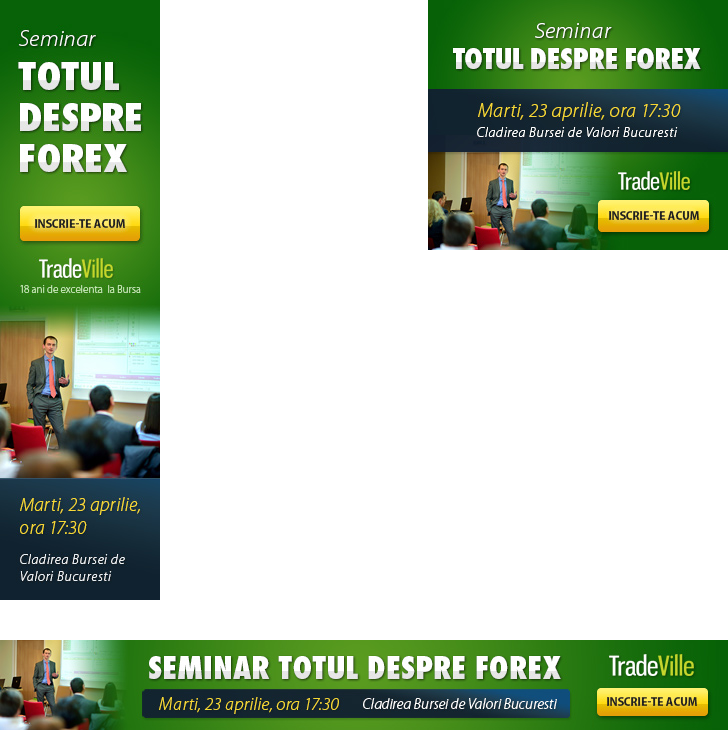 Seminar
TOTUL
DESPRE
FOREX
INSCRIE-TE ACUM
TradeVille
18 ani de excelenta la Bursa
Marti, 23 aprilie,
ora 17:30
Cladirea Bursei de
Valori Bucuresti
Seminar
TOTUL DESPRE FOREX
Marti, 23 aprilie, ora 17:30
Cladirea Bursei de Valori Bucuresti
TradeVille
INSCRIE-TE ACUM
SEMINAR TOTUL DESPRE FOREX
Marti, 23 aprilie, ora 17:30 Cladirea Bursei de Valori Bucuresti
TradeVille
INSCRIE-TE ACUM